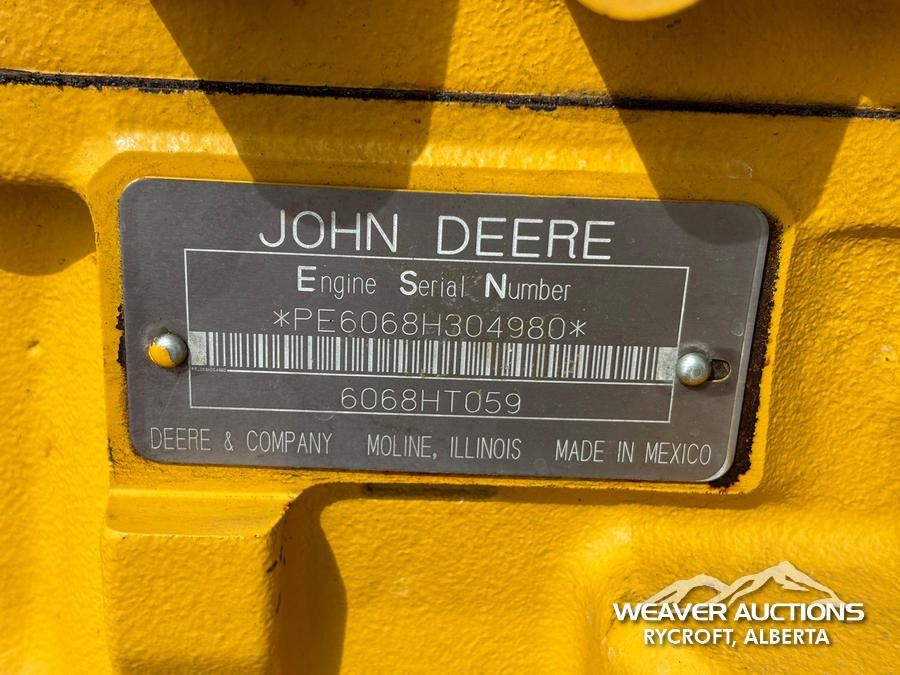 JOHN DEERE
Engine Serial Number
*PE6068H304980*
6068HT059
DEERE & COMPANY MOLINE, ILLINOIS MADE IN MEXICO
WEAVER AUCTIONS
RYCROFT, ALBERTA